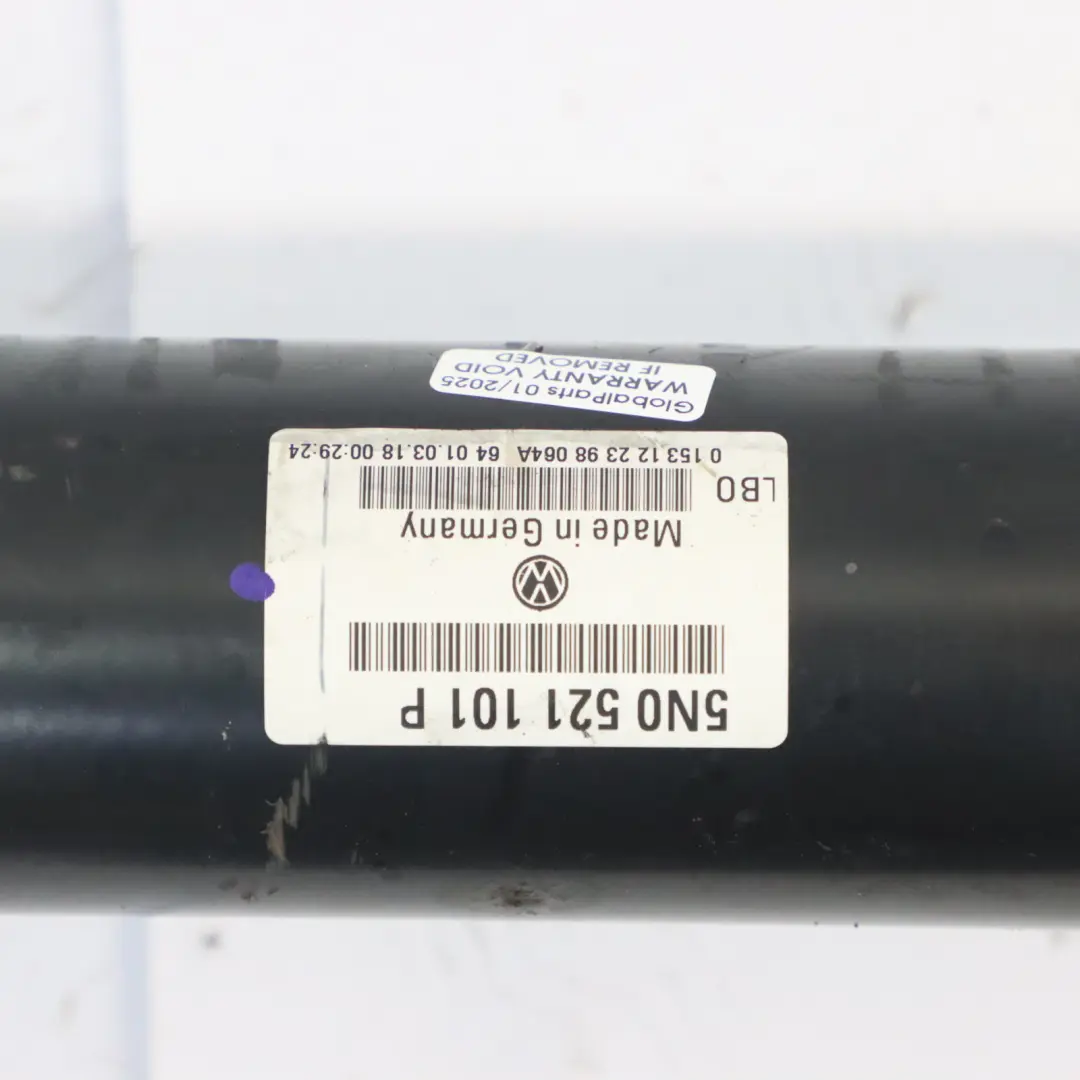 5N0 521 101 P
Made in Germany
LB0
0 153 12 23 98 064A 64 01.03.18 00:29:24
GlobalParts 01/2025
WARRANTY VOID
IF REMOVED